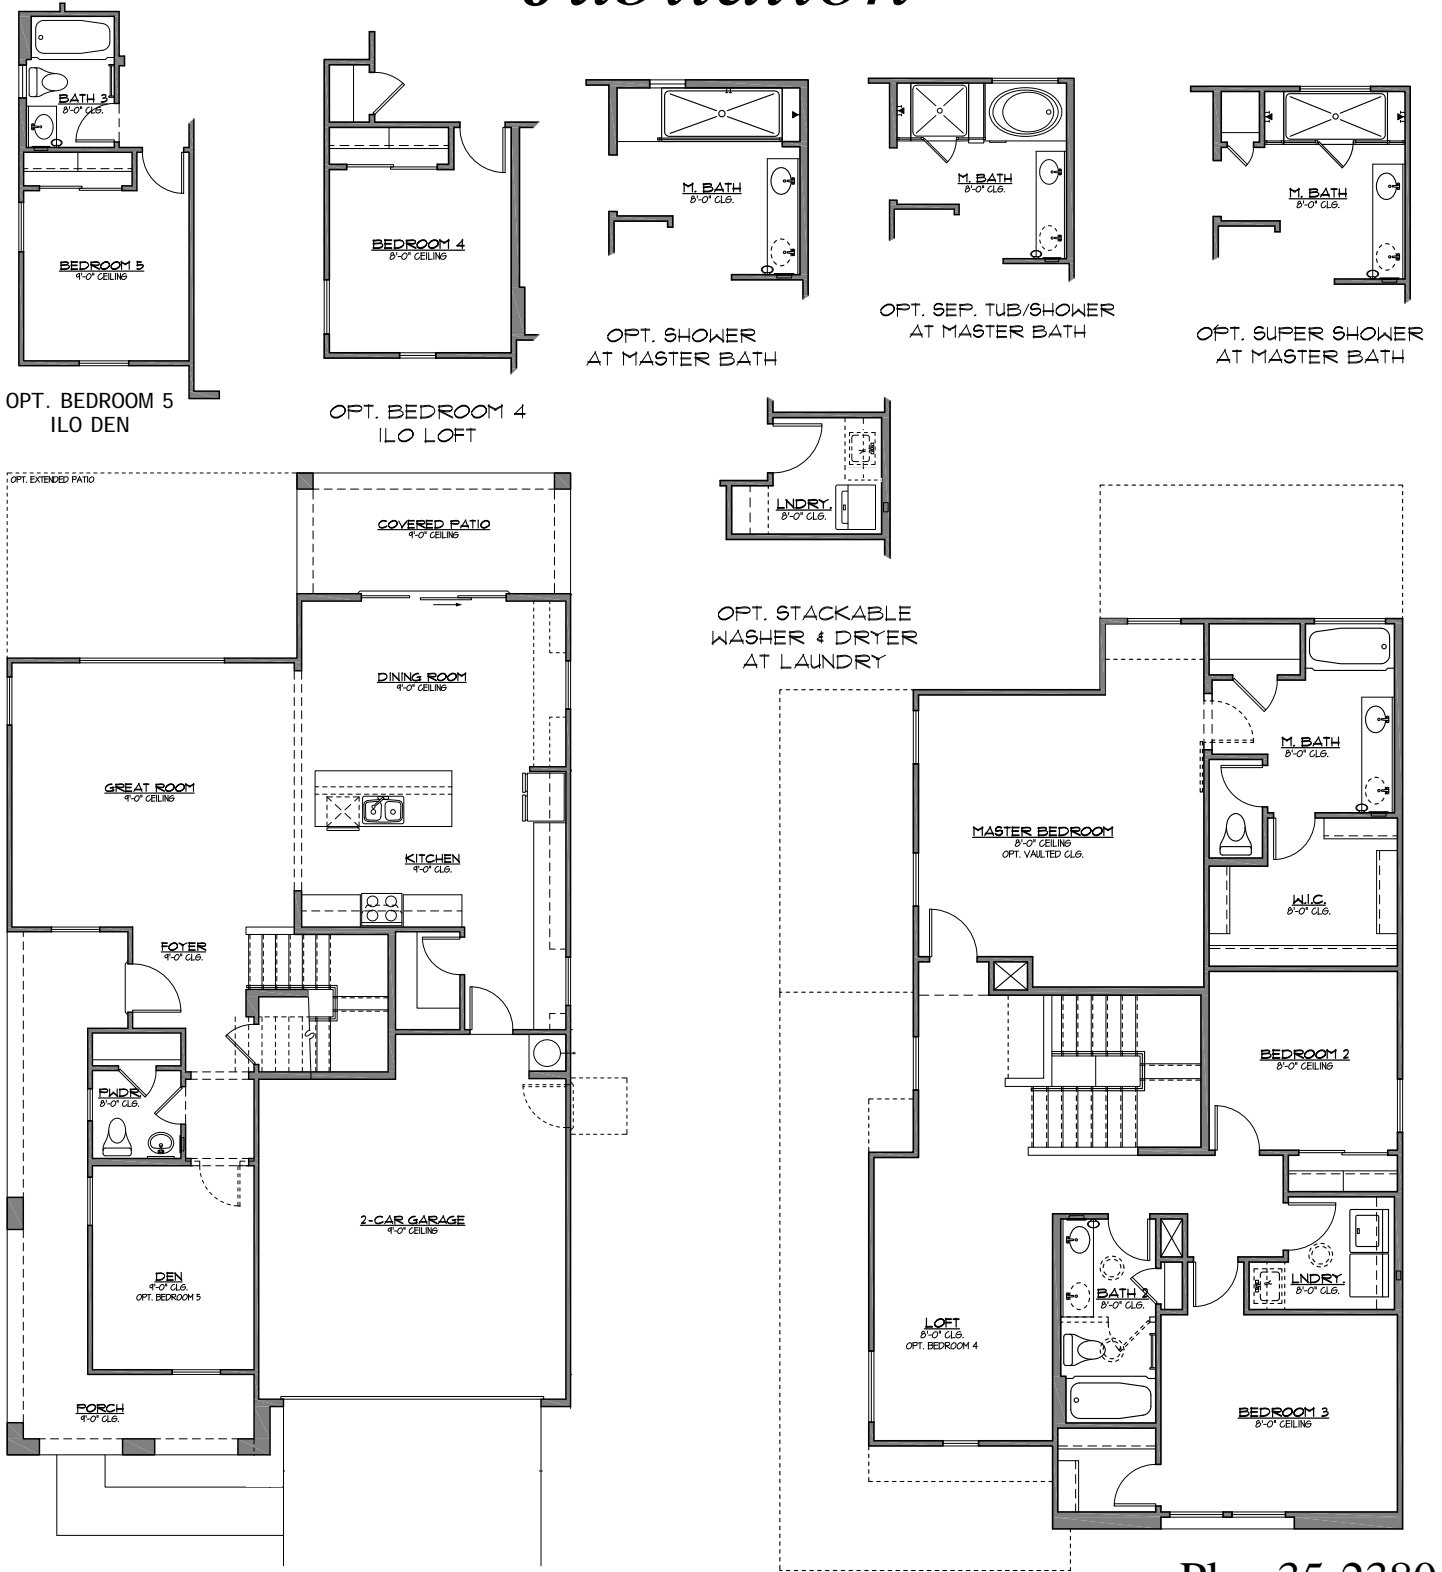 BATH 3
8'-0" CLG.
BEDROOM 5
9'-0" CEILING
OPT. BEDROOM 5
ILO DEN
BEDROOM 4
8'-0" CEILING
OPT. BEDROOM 4
ILO LOFT
M. BATH
8'-0" CLG.
OPT. SHOWER
AT MASTER BATH
M. BATH
8'-0" CLG.
OPT. SEP. TUB/SHOWER
AT MASTER BATH
M. BATH
8'-0" CLG.
OPT. SUPER SHOWER
AT MASTER BATH
LNDRY.
8'-0" CLG.
OPT. STACKABLE
WASHER & DRYER
AT LAUNDRY
OPT. EXTENDED PATIO
COVERED PATIO
9'-0" CEILING
DINING ROOM
9'-0" CEILING
GREAT ROOM
9'-0" CEILING
KITCHEN
9'-0" CLG.
FOYER
9'-0" CLG.
PWDR.
8'-0" CLG.
2-CAR GARAGE
9'-0" CEILING
DEN
9'-0" CLG.
OPT. BEDROOM 5
PORCH
9'-0" CLG.
M. BATH
8'-0" CLG.
MASTER BEDROOM
8'-0" CEILING
OPT. VAULTED CLG.
W.I.C.
8'-0" CLG.
BEDROOM 2
8'-0" CEILING
LNDRY.
8'-0" CLG.
BATH 2
8'-0" CLG.
LOFT
8'-0" CLG.
OPT. BEDROOM 4
BEDROOM 3
8'-0" CEILING